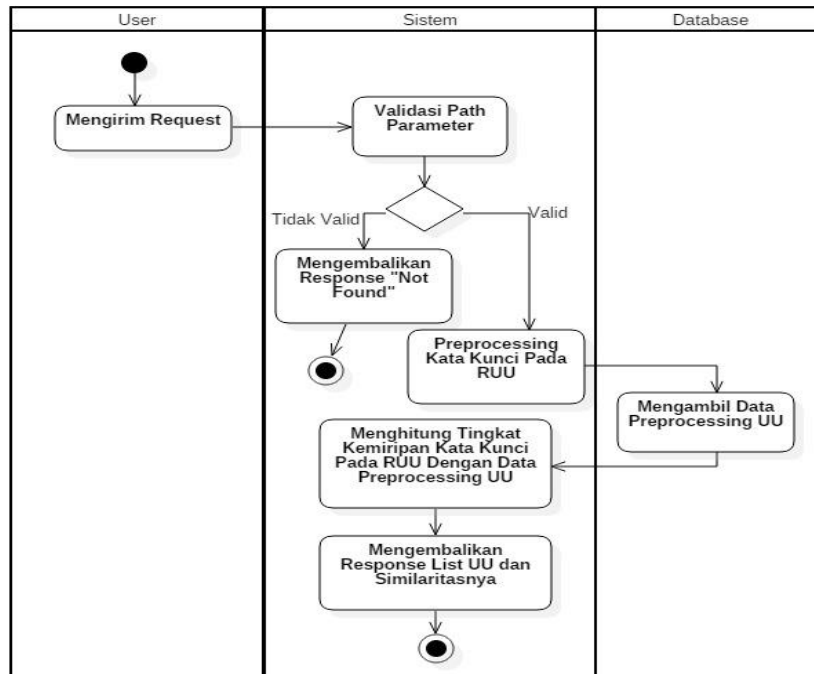 User
Sistem
Database
Mengirim Request
Validasi Path
Parameter
Tidak Valid
Valid
Mengembalikan
Response "Not
Found"
Preprocessing
Kata Kunci Pada
RUU
Mengambil Data
Preprocessing UU
Menghitung Tingkat
Kemiripan Kata Kunci
Pada RUU Dengan Data
Preprocessing UU
Mengembalikan
Response List UU dan
Similaritasnya